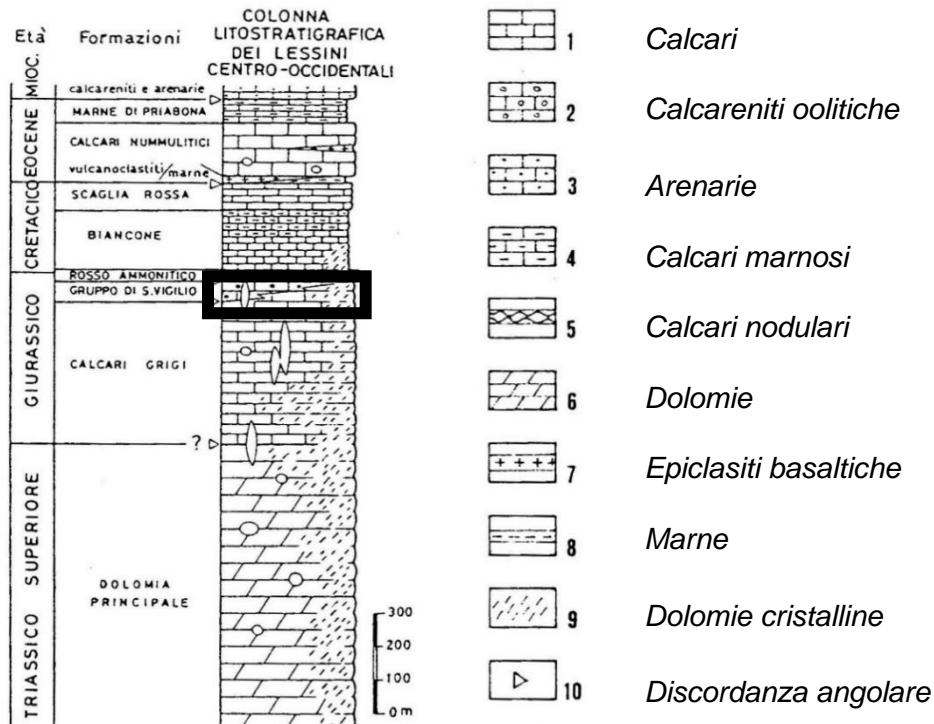 COLONNA
LITOSTRATIGRAFICA
DEI LESSINI
CENTRO-OCCIDENTALI
Età Formazioni
MIOC.
EOCENE
CRETACICO
GIURASSICO
TRIASSICO SUPERIORE
calcareniti e arenarie
MARNE DI PRIABONA
CALCARI NUMMULITICI
vulcanoclastiti/marne
SCAGLIA ROSSA
BIANCONE
ROSSO AMMONITICO
GRUPPO DI S.VIGILIO
CALCARI GRIGI
?
DOLOMIA
PRINCIPALE
300
200
100
0 m
1 Calcari
2 Calcareniti oolitiche
3 Arenarie
4 Calcari marnosi
5 Calcari nodulari
6 Dolomie
7 Epiclasiti basaltiche
8 Marne
9 Dolomie cristalline
10 Discordanza angolare